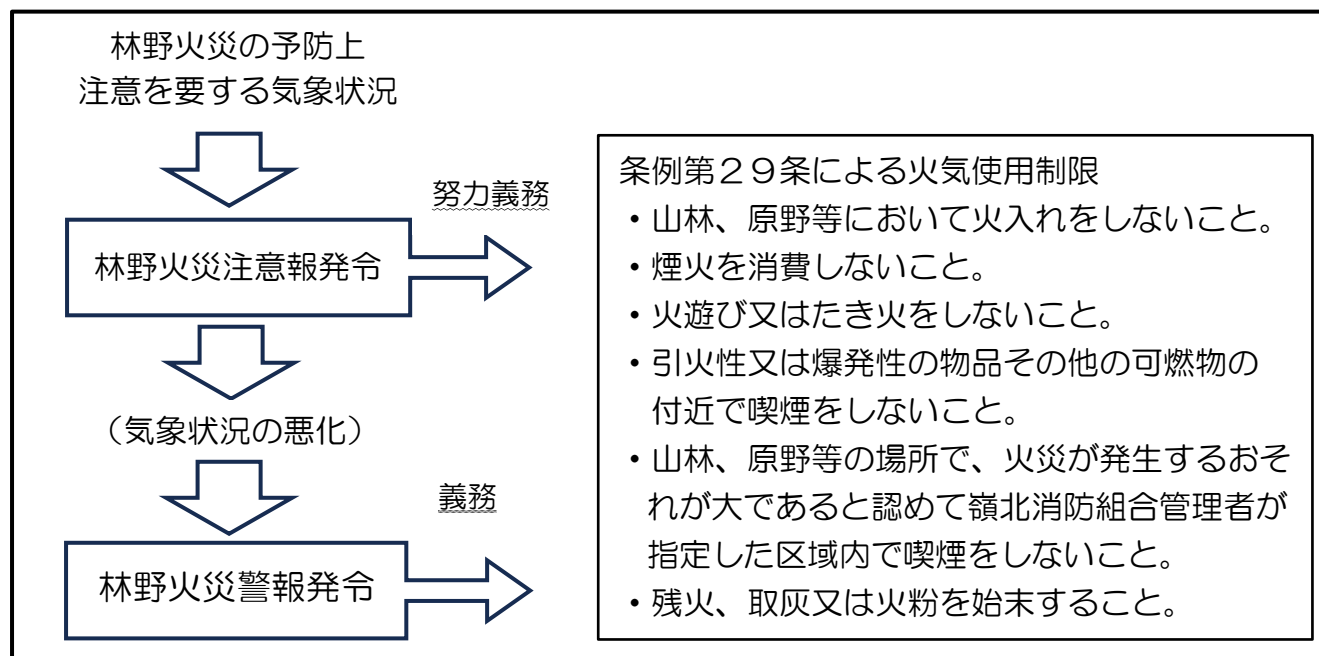 林野火災の予防上
注意を要する気象状況
努力義務
林野火災注意報発令
（気象状況の悪化）
義務
林野火災警報発令
条例第２９条による火気使用制限
・山林、原野等において火入れをしないこと。
・煙火を消費しないこと。
・火遊び又はたき火をしないこと。
・引火性又は爆発性の物品その他の可燃物の
付近で喫煙をしないこと。
・山林、原野等の場所で、火災が発生するおそ
れが大であると認めて嶺北消防組合管理者が
指定した区域内で喫煙をしないこと。
・残火、取灰又は火粉を始末すること。